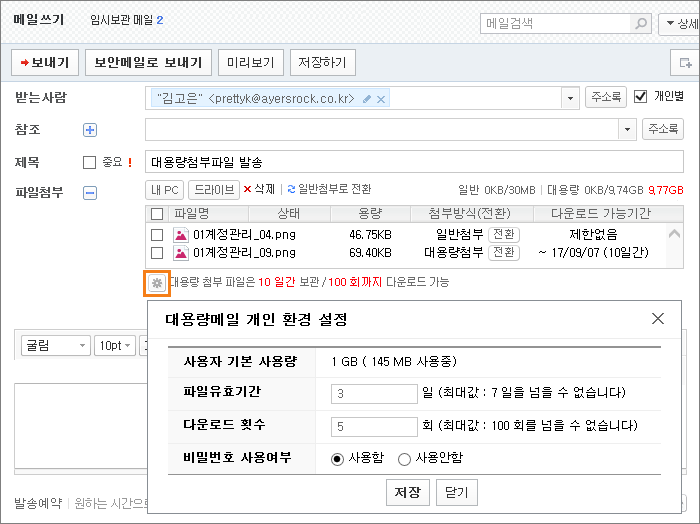 메일쓰기 임시보관 메일 2 메일검색 ▼ 상세
보내기 보안메일로 보내기 미리보기 저장하기
받는사람 "김고은" <prettyk@ayersrock.co.kr> 주소록 개인별
참조 주소록
제목 중요 ! 대용량첨부파일 발송
파일첨부 내 PC 드라이브 × 삭제 | 일반첨부로 전환 일반 0KB/30MB | 대용량 0KB/9,74GB 9,77GB
파일명 상태 용량 첨부방식(전환) 다운로드 가능기간
01계정관리_04.png 46.75KB 일반첨부 전환 제한없음
01계정관리_09.png 69.40KB 대용량첨부 전환 ~ 17/09/07 (10일간)
대용량 첨부 파일은 10 일간 보관 / 100 회까지 다운로드 가능
대용량메일 개인 환경 설정
굴림 10pt
사용자 기본 사용량 1 GB ( 145 MB 사용중)
파일유효기간 3 일 (최대값 : 7 일을 넘을 수 없습니다)
다운로드 횟수 5 회 (최대값 : 100 회를 넘을 수 없습니다)
비밀번호 사용여부 사용함 사용안함
저장 닫기
발송예약 | 원하는 시간으로